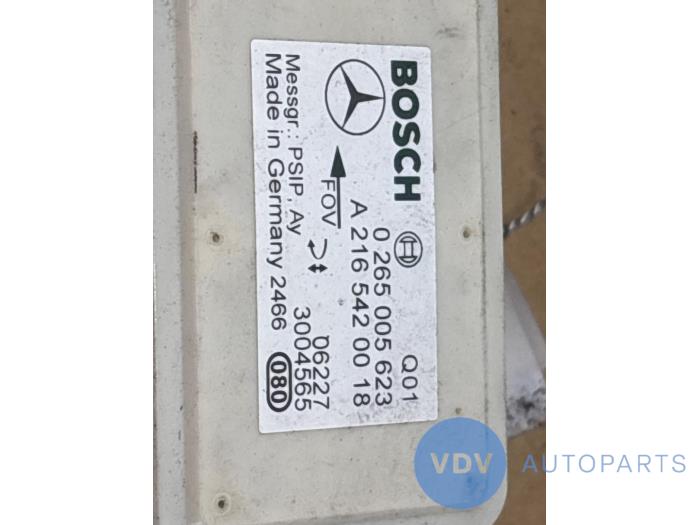 BOSCH
Q01
0 265 005 623
A 216 542 00 18
FOV
06227
3004565
Messgr.: PSIP, Ay
Made in Germany 2466
080
VDV AUTOPARTS